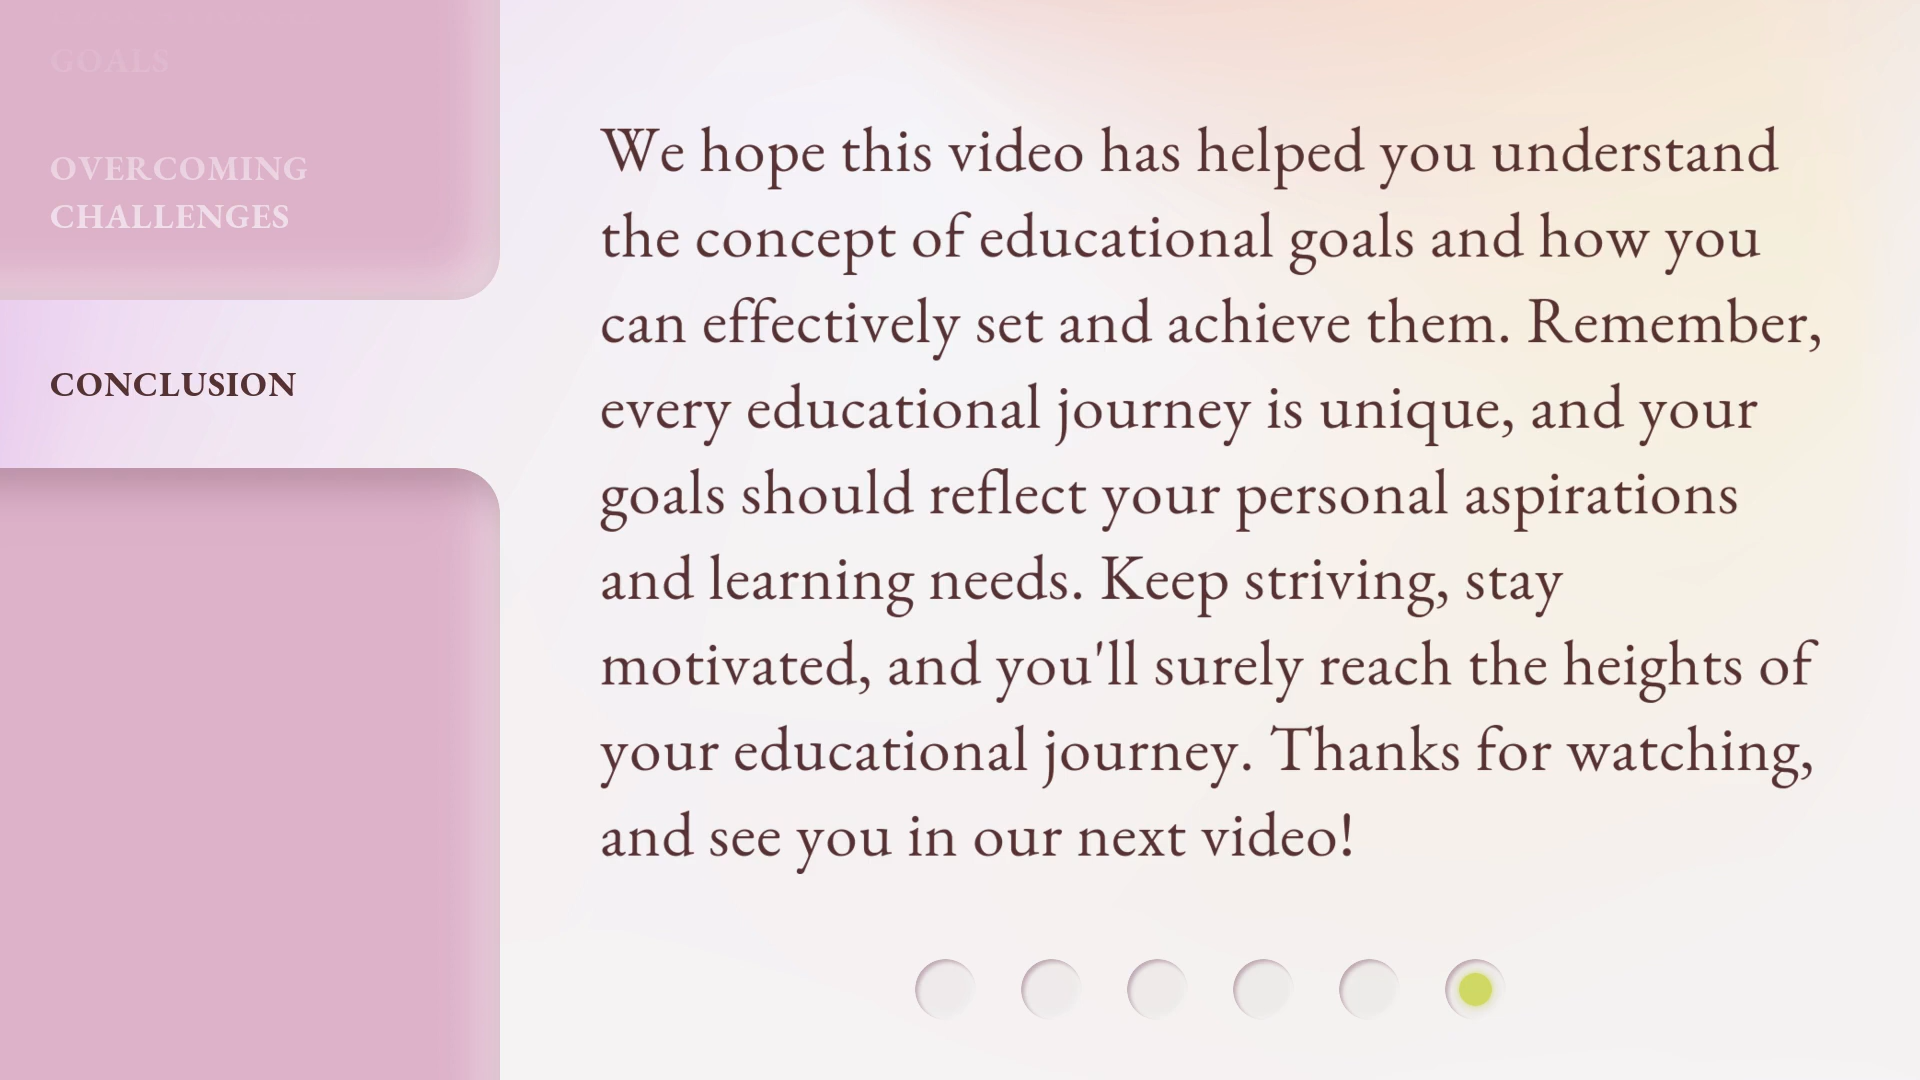 GOALS
OVERCOMING
CHALLENGES
CONCLUSION
We hope this video has helped you understand
the concept of educational goals and how you
can effectively set and achieve them. Remember,
every educational journey is unique, and your
goals should reflect your personal aspirations
and learning needs. Keep striving, stay
motivated, and you'll surely reach the heights of
your educational journey. Thanks for watching,
and see you in our next video!